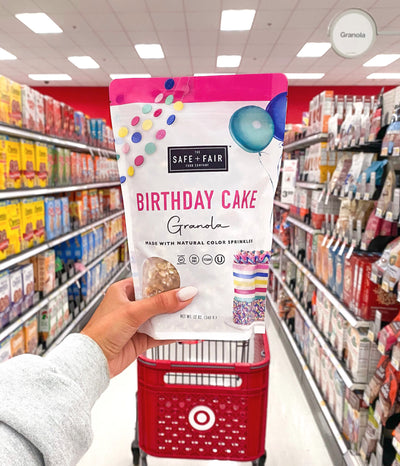 Granola
THE
SAFE + FAIR
FOOD COMPANY
BIRTHDAY CAKE
Granola
MADE WITH NATURAL COLOR SPRINKLES
NET WT. 12 OZ. (340 G)